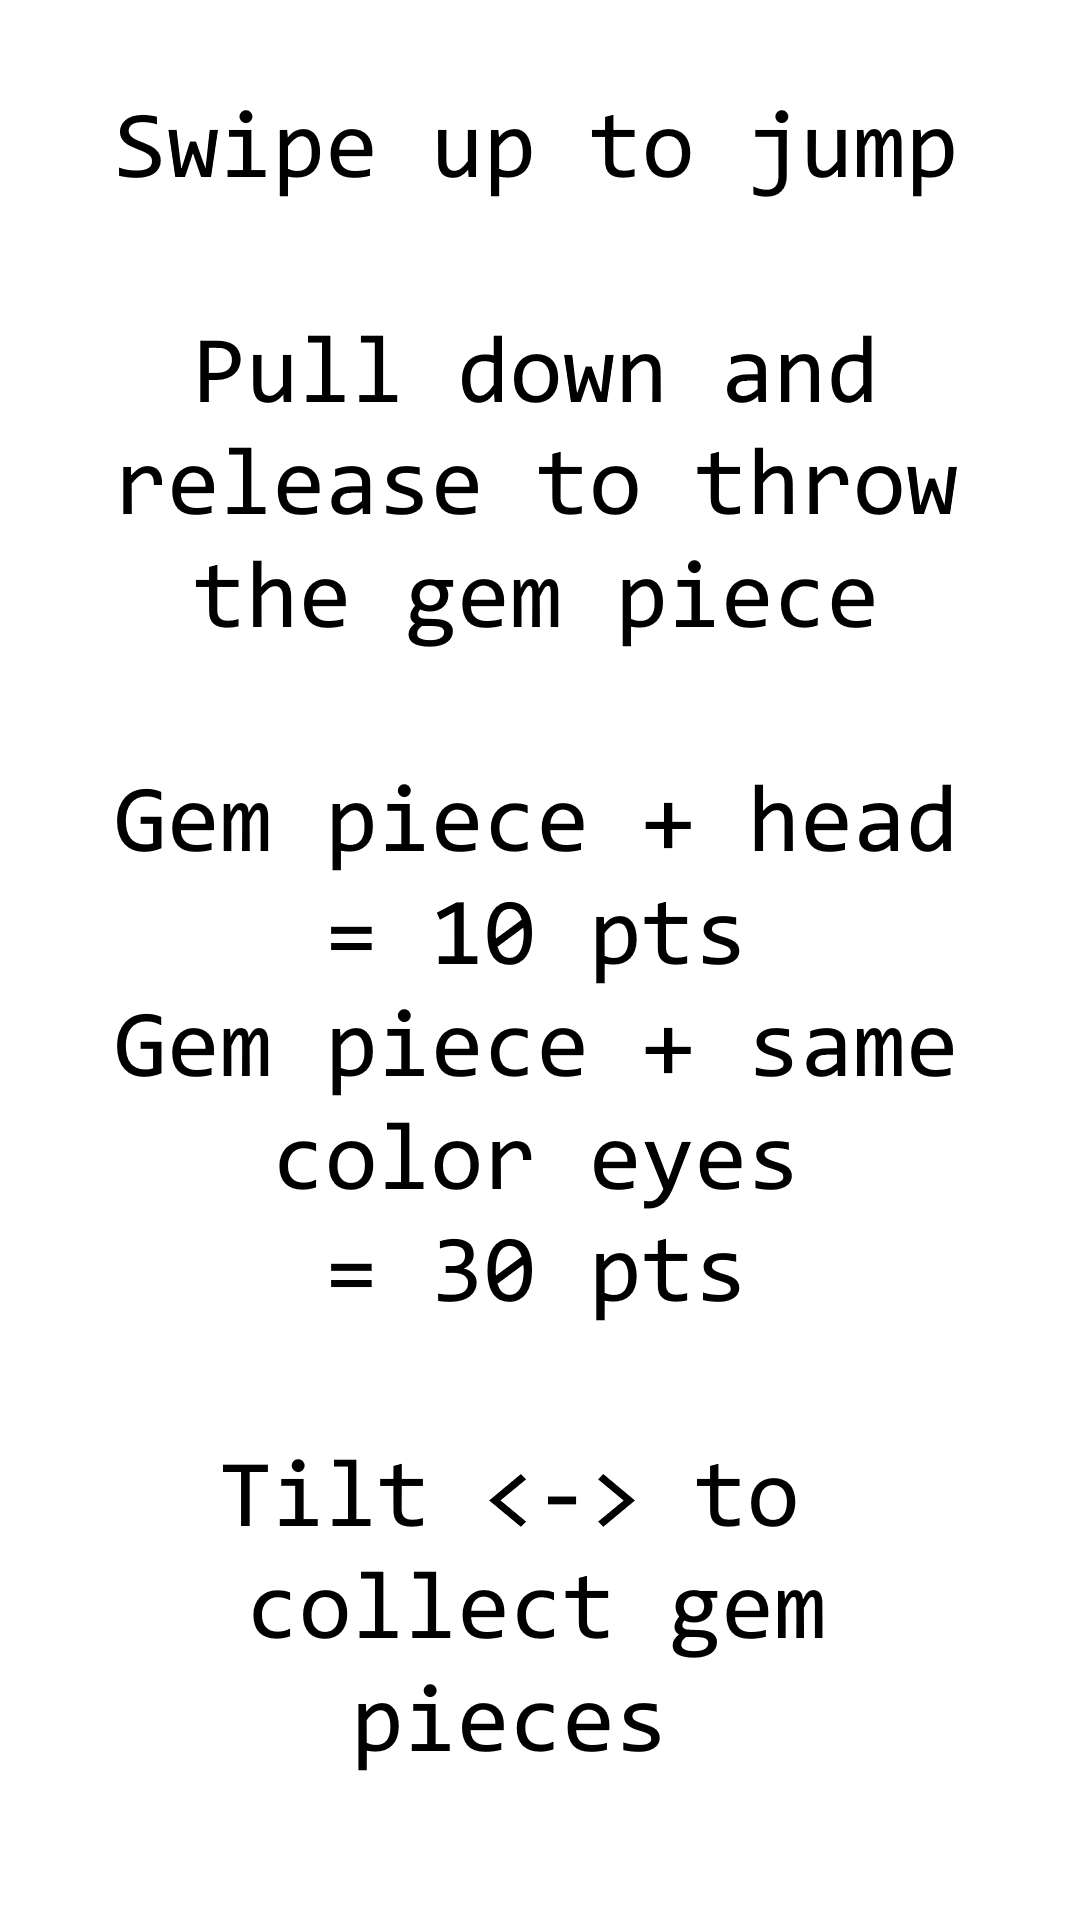 Swipe up to jump
Pull down and
release to throw
the gem piece
Gem piece + head
= 10 pts
Gem piece + same
color eyes
= 30 pts
Tilt <-> to
collect gem
pieces